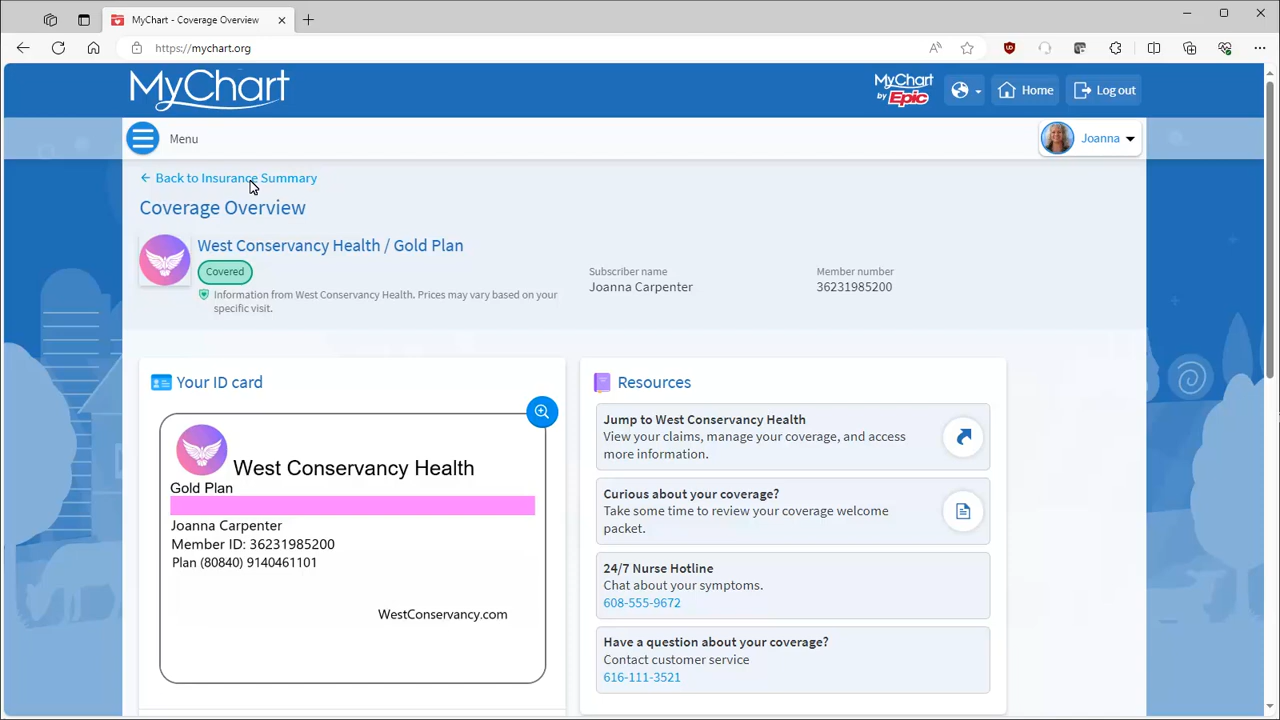 MyChart - Coverage Overview
https://mychart.org
MyChart
MyChart
by Epic
Home
Log out
Menu
Joanna
← Back to Insurance Summary
Coverage Overview
West Conservancy Health / Gold Plan
Covered
Information from West Conservancy Health. Prices may vary based on your
specific visit.
Subscriber name
Joanna Carpenter
Member number
36231985200
Your ID card
West Conservancy Health
Gold Plan
Joanna Carpenter
Member ID: 36231985200
Plan (80840) 9140461101
WestConservancy.com
Resources
Jump to West Conservancy Health
View your claims, manage your coverage, and access
more information.
Curious about your coverage?
Take some time to review your coverage welcome
packet.
24/7 Nurse Hotline
Chat about your symptoms.
608-555-9672
Have a question about your coverage?
Contact customer service
616-111-3521